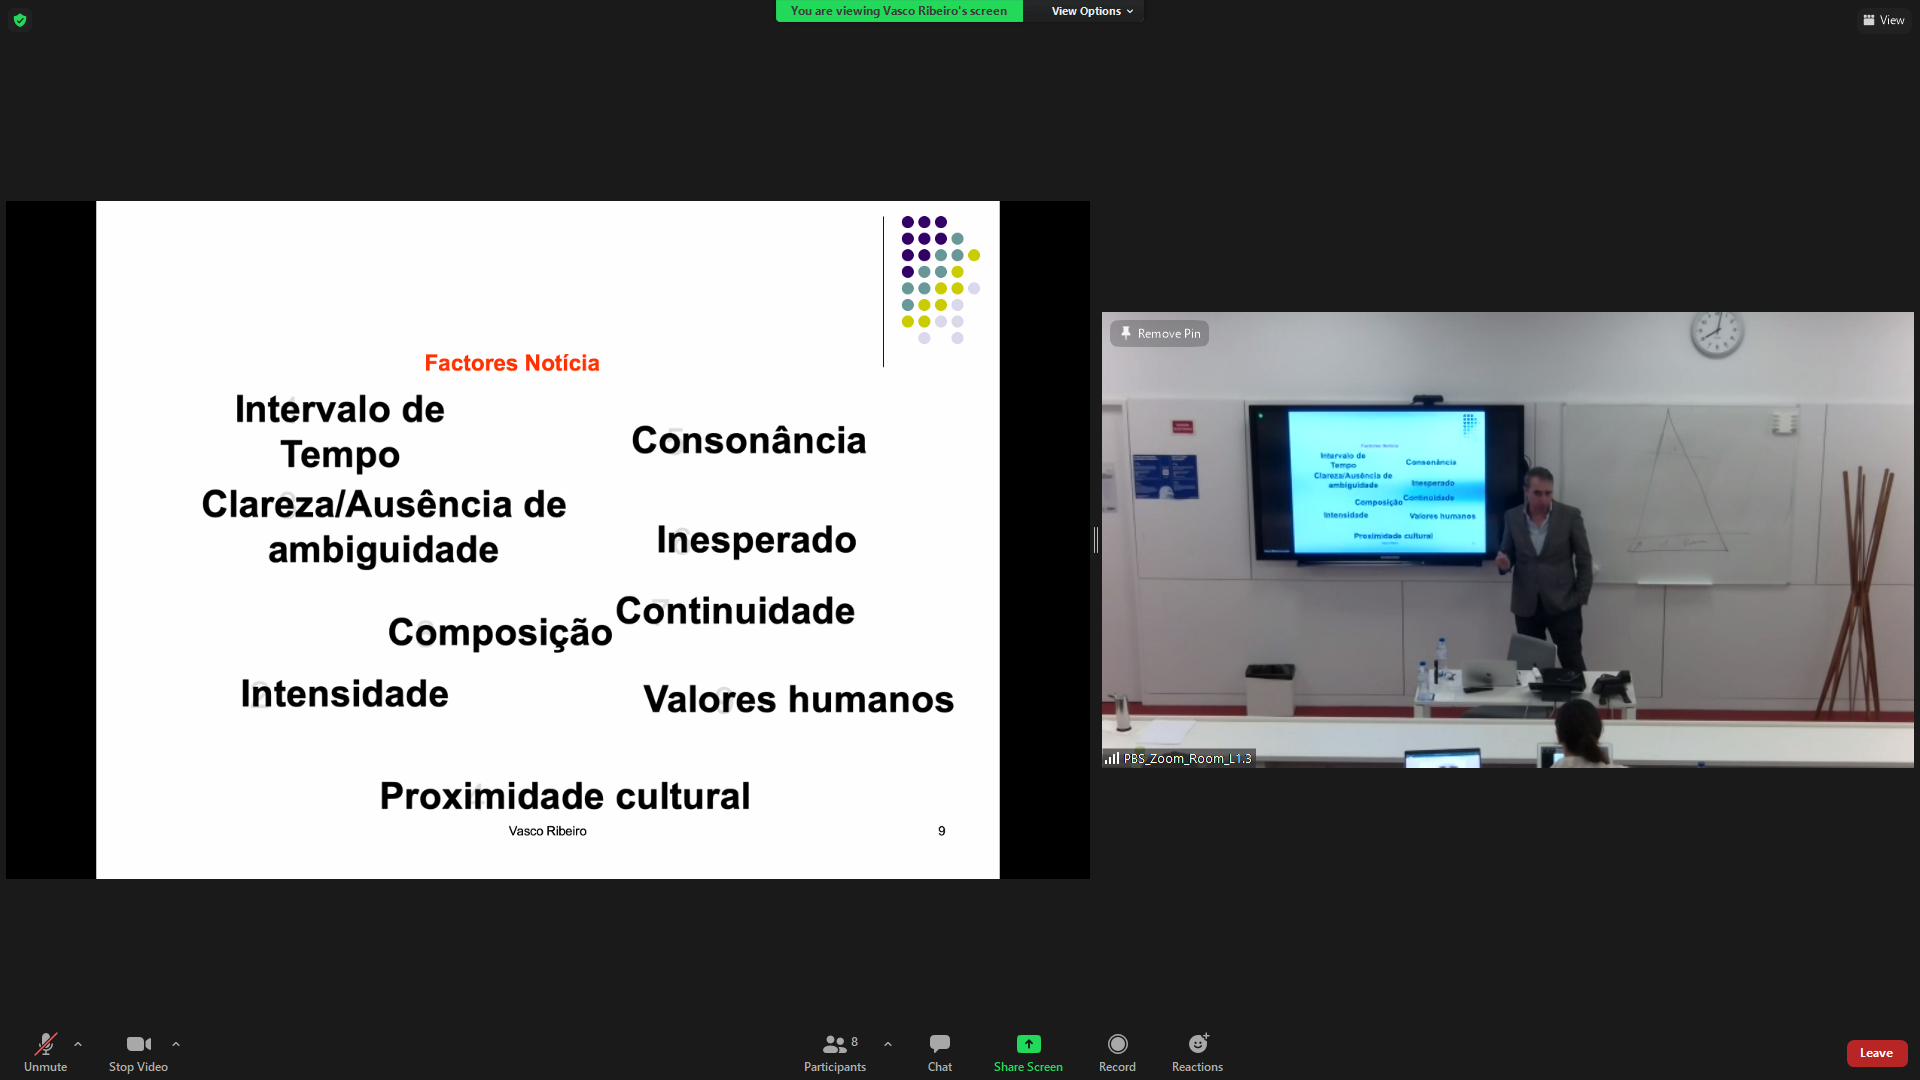 You are viewing Vasco Ribeiro's screen
View Options
View
Factores Notícia
Intervalo de
Tempo
Consonância
Clareza/Ausência de
ambiguidade
Inesperado
Continuidade
Composição
Intensidade
Valores humanos
Proximidade cultural
Vasco Ribeiro
9
Remove Pin
Factores Notícia
Intervalo de
Tempo
Consonância
Clareza/Ausência de
ambiguidade
Inesperado
Continuidade
Composição
Intensidade
Valores humanos
Proximidade cultural
PBS_Zoom_Room_L1.3
Unmute
Stop Video
8
Participants
Chat
Share Screen
Record
Reactions
Leave